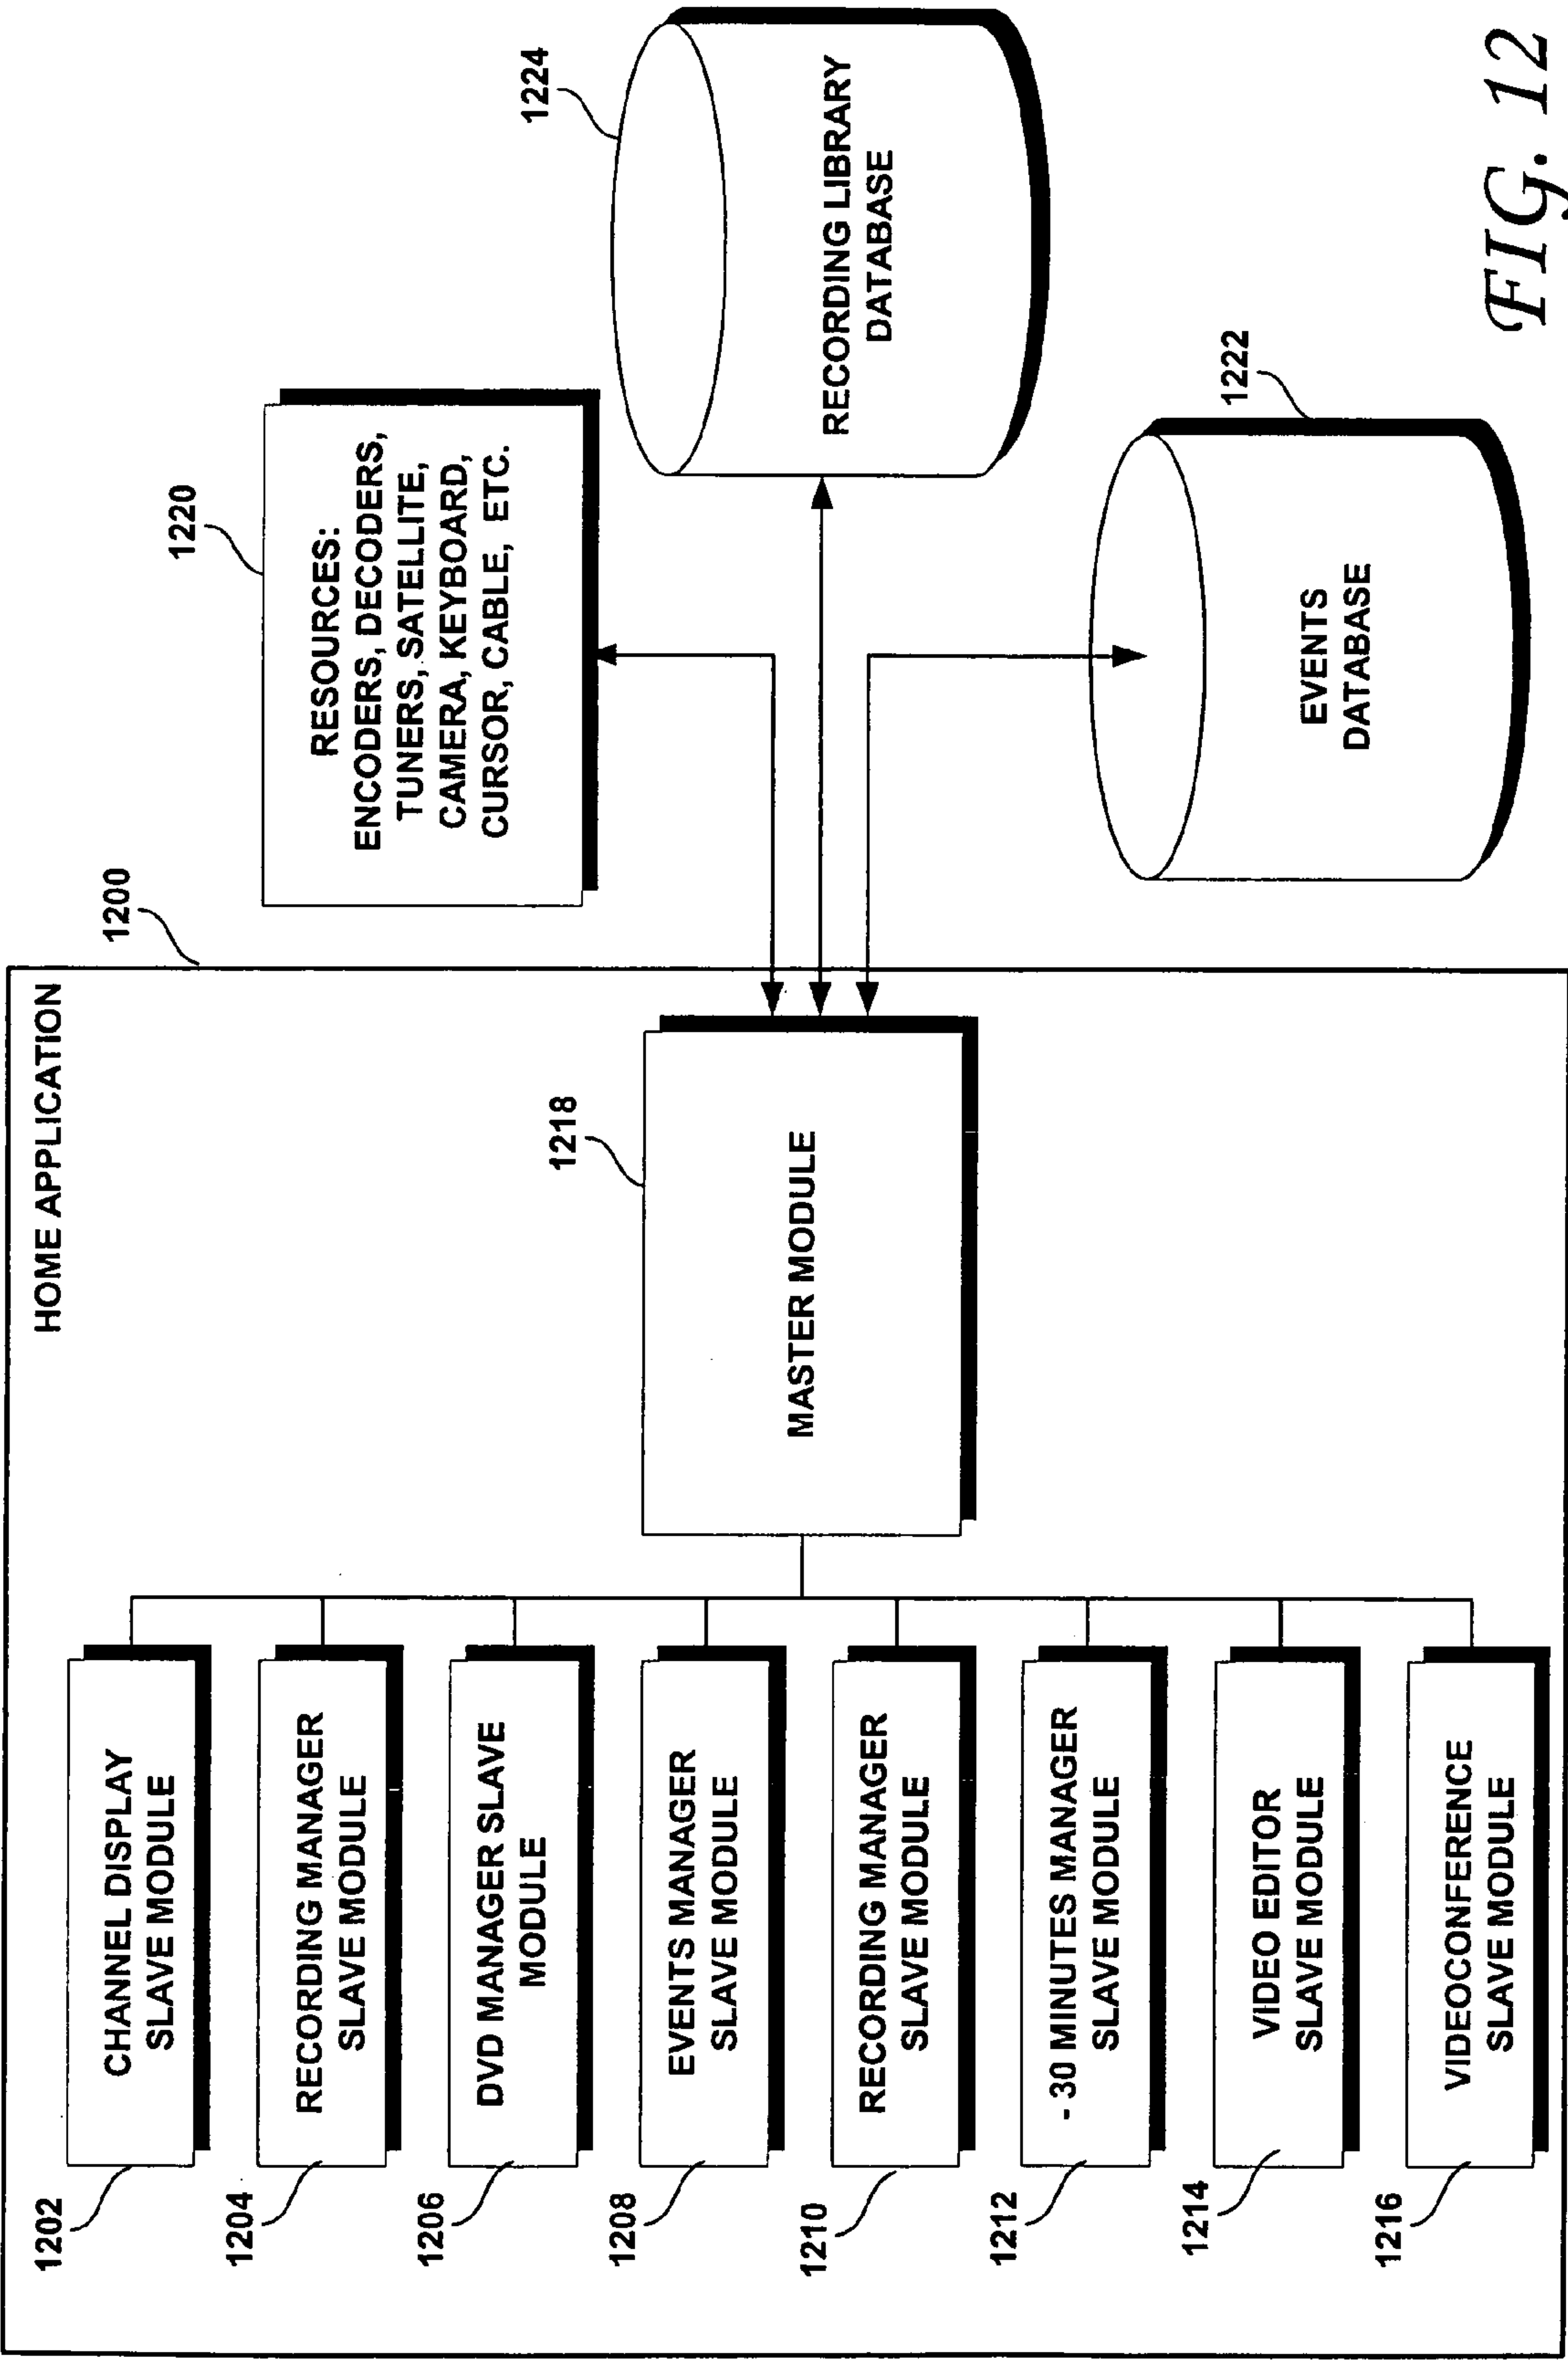 HOME APPLICATION
1200
1202
CHANNEL DISPLAY
SLAVE MODULE
1204
RECORDING MANAGER
SLAVE MODULE
1206
DVD MANAGER SLAVE
MODULE
1208
EVENTS MANAGER
SLAVE MODULE
1210
RECORDING MANAGER
SLAVE MODULE
1212
- 30 MINUTES MANAGER
SLAVE MODULE
1214
VIDEO EDITOR
SLAVE MODULE
1216
VIDEOCONFERENCE
SLAVE MODULE
1218
MASTER MODULE
1220
RESOURCES:
ENCODERS, DECODERS,
TUNERS, SATELLITE,
CAMERA, KEYBOARD,
CURSOR, CABLE, ETC.
1224
RECORDING LIBRARY
DATABASE
1222
EVENTS
DATABASE
FIG. 12